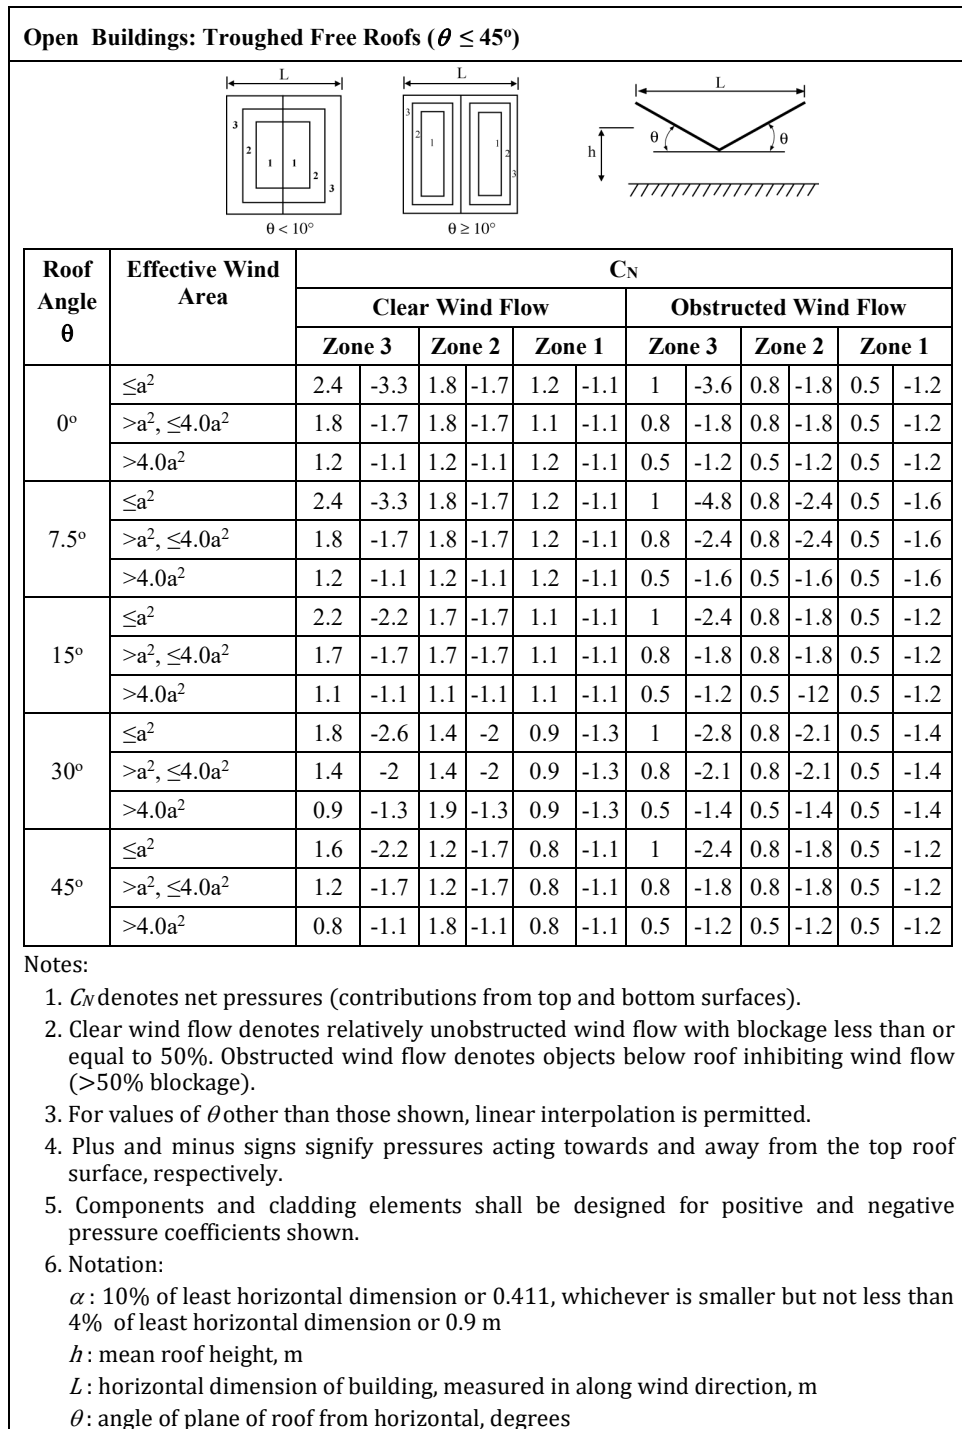 Open Buildings: Troughed Free Roofs (θ ≤ 45°)
L
3
2
1 1
2
3
θ < 10°
L
3
2
1
1
2
3
θ ≥ 10°
L
h
θ
θ
Roof Angle θ | Effective Wind Area | C_N
Clear Wind Flow | Obstructed Wind Flow
Zone 3 | Zone 2 | Zone 1 | Zone 3 | Zone 2 | Zone 1
0° | ≤a² | 2.4 | -3.3 | 1.8 | -1.7 | 1.2 | -1.1 | 1 | -3.6 | 0.8 | -1.8 | 0.5 | -1.2
>a², ≤4.0a² | 1.8 | -1.7 | 1.8 | -1.7 | 1.1 | -1.1 | 0.8 | -1.8 | 0.8 | -1.8 | 0.5 | -1.2
>4.0a² | 1.2 | -1.1 | 1.2 | -1.1 | 1.2 | -1.1 | 0.5 | -1.2 | 0.5 | -1.2 | 0.5 | -1.2
7.5° | ≤a² | 2.4 | -3.3 | 1.8 | -1.7 | 1.2 | -1.1 | 1 | -4.8 | 0.8 | -2.4 | 0.5 | -1.6
>a², ≤4.0a² | 1.8 | -1.7 | 1.8 | -1.7 | 1.2 | -1.1 | 0.8 | -2.4 | 0.8 | -2.4 | 0.5 | -1.6
>4.0a² | 1.2 | -1.1 | 1.2 | -1.1 | 1.2 | -1.1 | 0.5 | -1.6 | 0.5 | -1.6 | 0.5 | -1.6
15° | ≤a² | 2.2 | -2.2 | 1.7 | -1.7 | 1.1 | -1.1 | 1 | -2.4 | 0.8 | -1.8 | 0.5 | -1.2
>a², ≤4.0a² | 1.7 | -1.7 | 1.7 | -1.7 | 1.1 | -1.1 | 0.8 | -1.8 | 0.8 | -1.8 | 0.5 | -1.2
>4.0a² | 1.1 | -1.1 | 1.1 | -1.1 | 1.1 | -1.1 | 0.5 | -1.2 | 0.5 | -12 | 0.5 | -1.2
30° | ≤a² | 1.8 | -2.6 | 1.4 | -2 | 0.9 | -1.3 | 1 | -2.8 | 0.8 | -2.1 | 0.5 | -1.4
>a², ≤4.0a² | 1.4 | -2 | 1.4 | -2 | 0.9 | -1.3 | 0.8 | -2.1 | 0.8 | -2.1 | 0.5 | -1.4
>4.0a² | 0.9 | -1.3 | 1.9 | -1.3 | 0.9 | -1.3 | 0.5 | -1.4 | 0.5 | -1.4 | 0.5 | -1.4
45° | ≤a² | 1.6 | -2.2 | 1.2 | -1.7 | 0.8 | -1.1 | 1 | -2.4 | 0.8 | -1.8 | 0.5 | -1.2
>a², ≤4.0a² | 1.2 | -1.7 | 1.2 | -1.7 | 0.8 | -1.1 | 0.8 | -1.8 | 0.8 | -1.8 | 0.5 | -1.2
>4.0a² | 0.8 | -1.1 | 1.8 | -1.1 | 0.8 | -1.1 | 0.5 | -1.2 | 0.5 | -1.2 | 0.5 | -1.2
Notes:
1. C_N denotes net pressures (contributions from top and bottom surfaces).
2. Clear wind flow denotes relatively unobstructed wind flow with blockage less than or
equal to 50%. Obstructed wind flow denotes objects below roof inhibiting wind flow
(>50% blockage).
3. For values of θ other than those shown, linear interpolation is permitted.
4. Plus and minus signs signify pressures acting towards and away from the top roof
surface, respectively.
5. Components and cladding elements shall be designed for positive and negative
pressure coefficients shown.
6. Notation:
α : 10% of least horizontal dimension or 0.411, whichever is smaller but not less than
4% of least horizontal dimension or 0.9 m
h : mean roof height, m
L : horizontal dimension of building, measured in along wind direction, m
θ : angle of plane of roof from horizontal, degrees